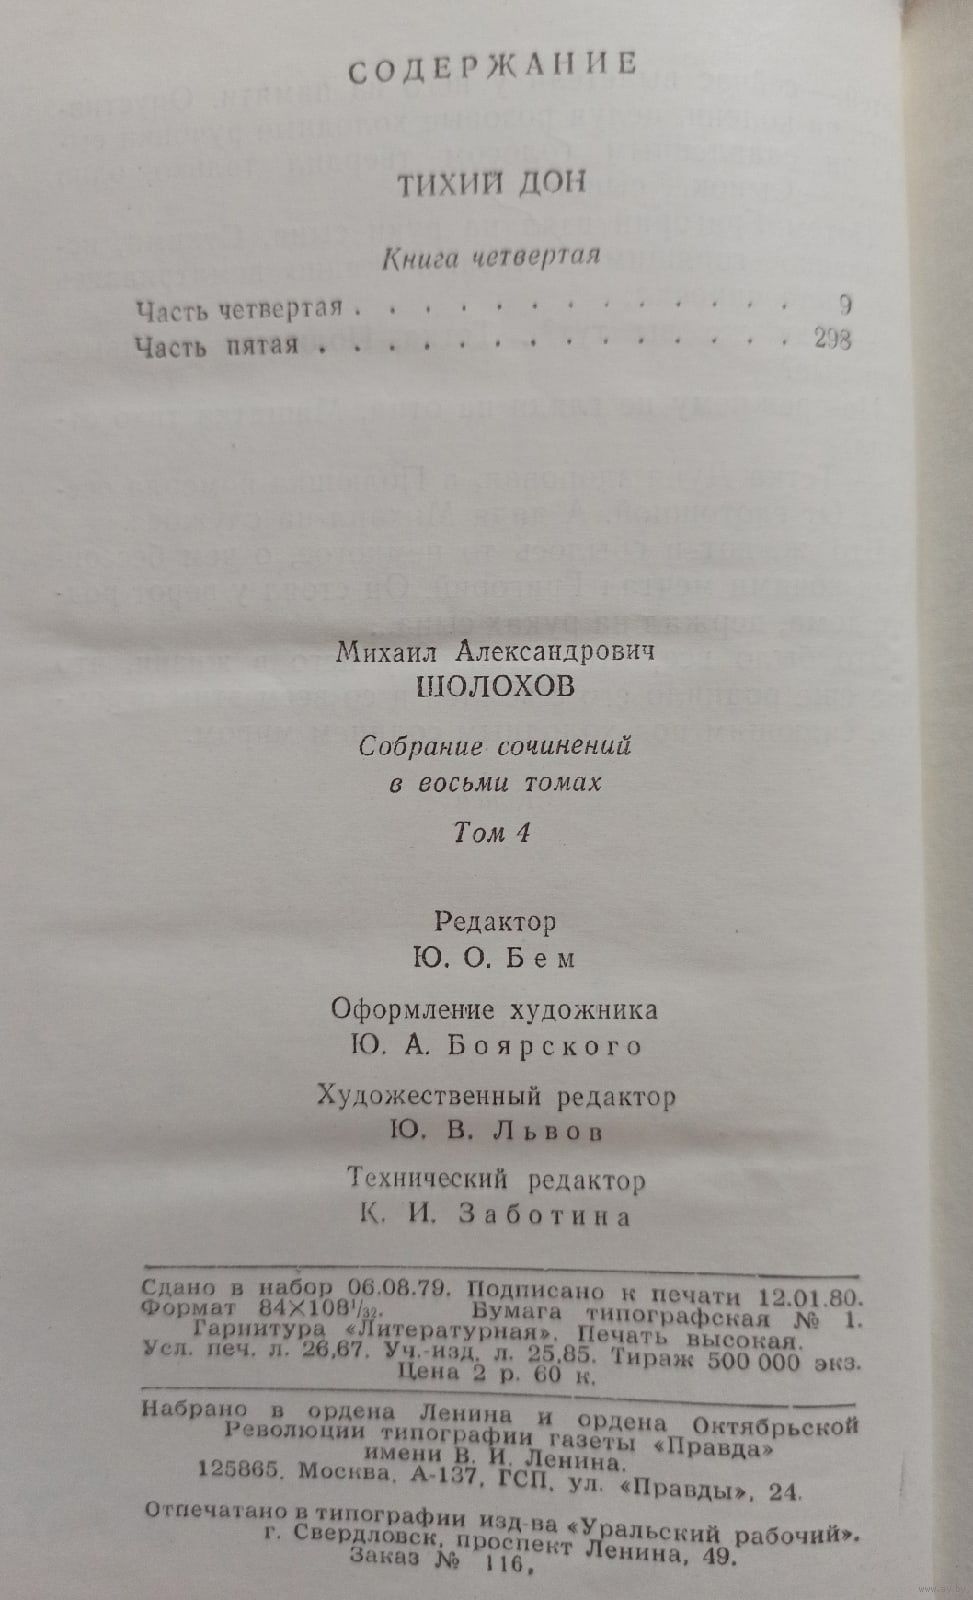 СОДЕРЖАНИЕ
ТИХИЙ ДОН
Книга четвертая
Часть четвертая . . . . . . . . . . . . . 9
Часть пятая . . . . . . . . . . . . . . 298
Михаил Александрович
ШОЛОХОВ
Собрание сочинений
в восьми томах
Том 4
Редактор
Ю. О. Бем
Оформление художника
Ю. А. Боярского
Художественный редактор
Ю. В. Львов
Технический редактор
К. И. Заботина
Сдано в набор 06.08.79. Подписано к печати 12.01.80.
Формат 84×108¹/₃₂. Бумага типографская № 1.
Гарнитура «Литературная». Печать высокая.
Усл. печ. л. 26,67. Уч.-изд. л. 25,85. Тираж 500 000 экз.
Цена 2 р. 60 к.
Набрано в ордена Ленина и ордена Октябрьской
Революции типографии газеты «Правда»
имени В. И. Ленина.
125865, Москва, А-137, ГСП, ул. «Правды», 24.
Отпечатано в типографии изд-ва «Уральский рабочий».
г. Свердловск, проспект Ленина, 49.
Заказ № 116.
www.ay.by